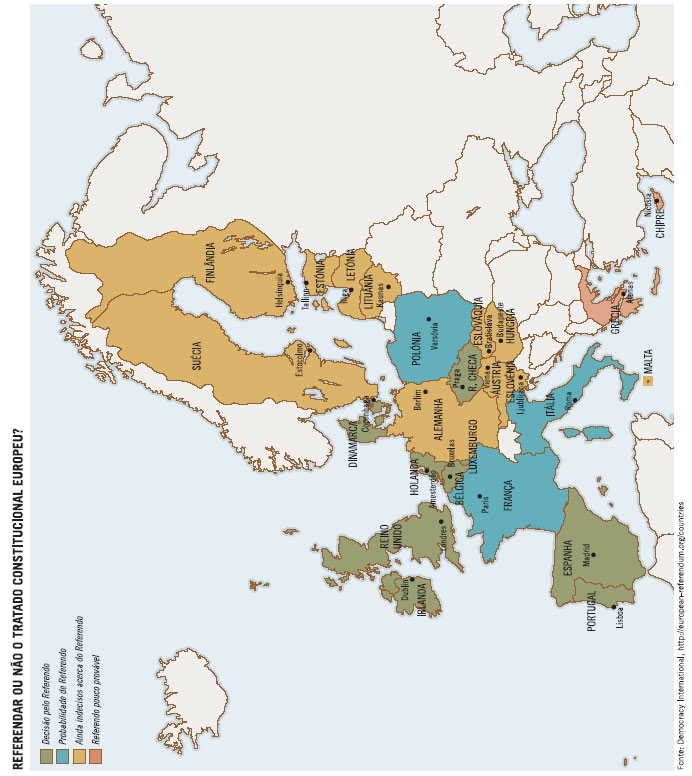 REFERENDAR OU NÃO O TRATADO CONSTITUCIONAL EUROPEU?
Decisão pelo Referendo
Probabilidade de Referendo
Ainda indecisos acerca do Referendo
Referendo pouco provável
FINLÂNDIA
Helsínquia
SUÉCIA
Estocolmo
Tallinn
ESTÓNIA
Riga
LETÓNIA
LITUÂNIA
Kaunas
DINAMARCA
Copenhaga
IRLANDA
Dublin
REINO
UNIDO
Londres
HOLANDA
Amesterdão
BÉLGICA
Bruxelas
LUXEMBURGO
ALEMANHA
Berlim
POLÓNIA
Varsóvia
Praga
R. CHECA
ESLOVÁQUIA
Bratislava
Viena
ÁUSTRIA
Budapeste
HUNGRIA
ESLOVÉNIA
Ljubljana
FRANÇA
Paris
ITÁLIA
Roma
PORTUGAL
Lisboa
ESPANHA
Madrid
MALTA
GRÉCIA
Atenas
CHIPRE
Nicósia
Fonte: Democracy International, http://european-referendum.org/countries